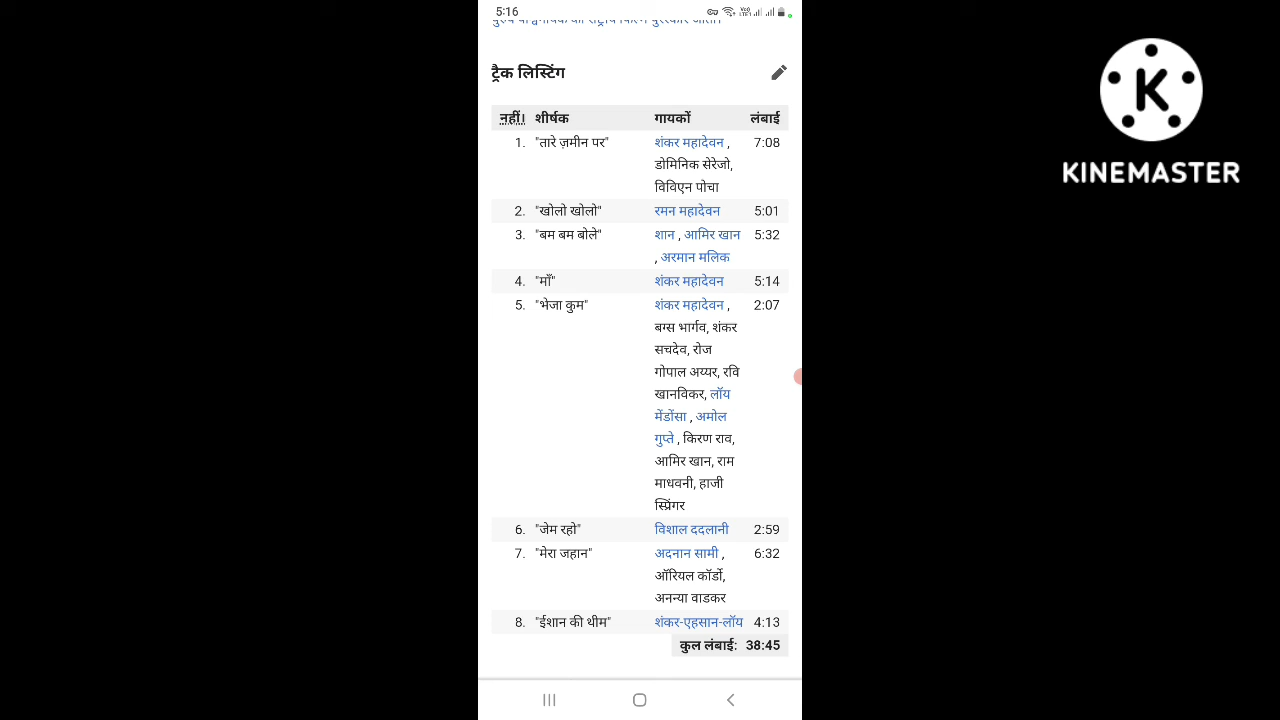 5:16
ट्रैक लिस्टिंग
नहीं। शीर्षक गायकों लंबाई
1. "तारे ज़मीन पर" शंकर महादेवन , 7:08
डोमिनिक सेरेजो,
विविएन पोचा
2. "खोलो खोलो" रमन महादेवन 5:01
3. "बम बम बोले" शान , आमिर खान 5:32
, अरमान मलिक
4. "माँ" शंकर महादेवन 5:14
5. "भेजा कुम" शंकर महादेवन , 2:07
बग्स भार्गव, शंकर
सचदेव, रोज
गोपाल अय्यर, रवि
खानविकर, लॉय
मेंडोंसा , अमोल
गुप्ते , किरण राव,
आमिर खान, राम
माधवनी, हाजी
स्प्रिंगर
6. "जेम रहो" विशाल ददलानी 2:59
7. "मेरा जहान" अदनान सामी , 6:32
ऑरियल कॉर्डो,
अनन्या वाडकर
8. "ईशान की थीम" शंकर-एहसान-लॉय 4:13
कुल लंबाई: 38:45
K
KINEMASTER